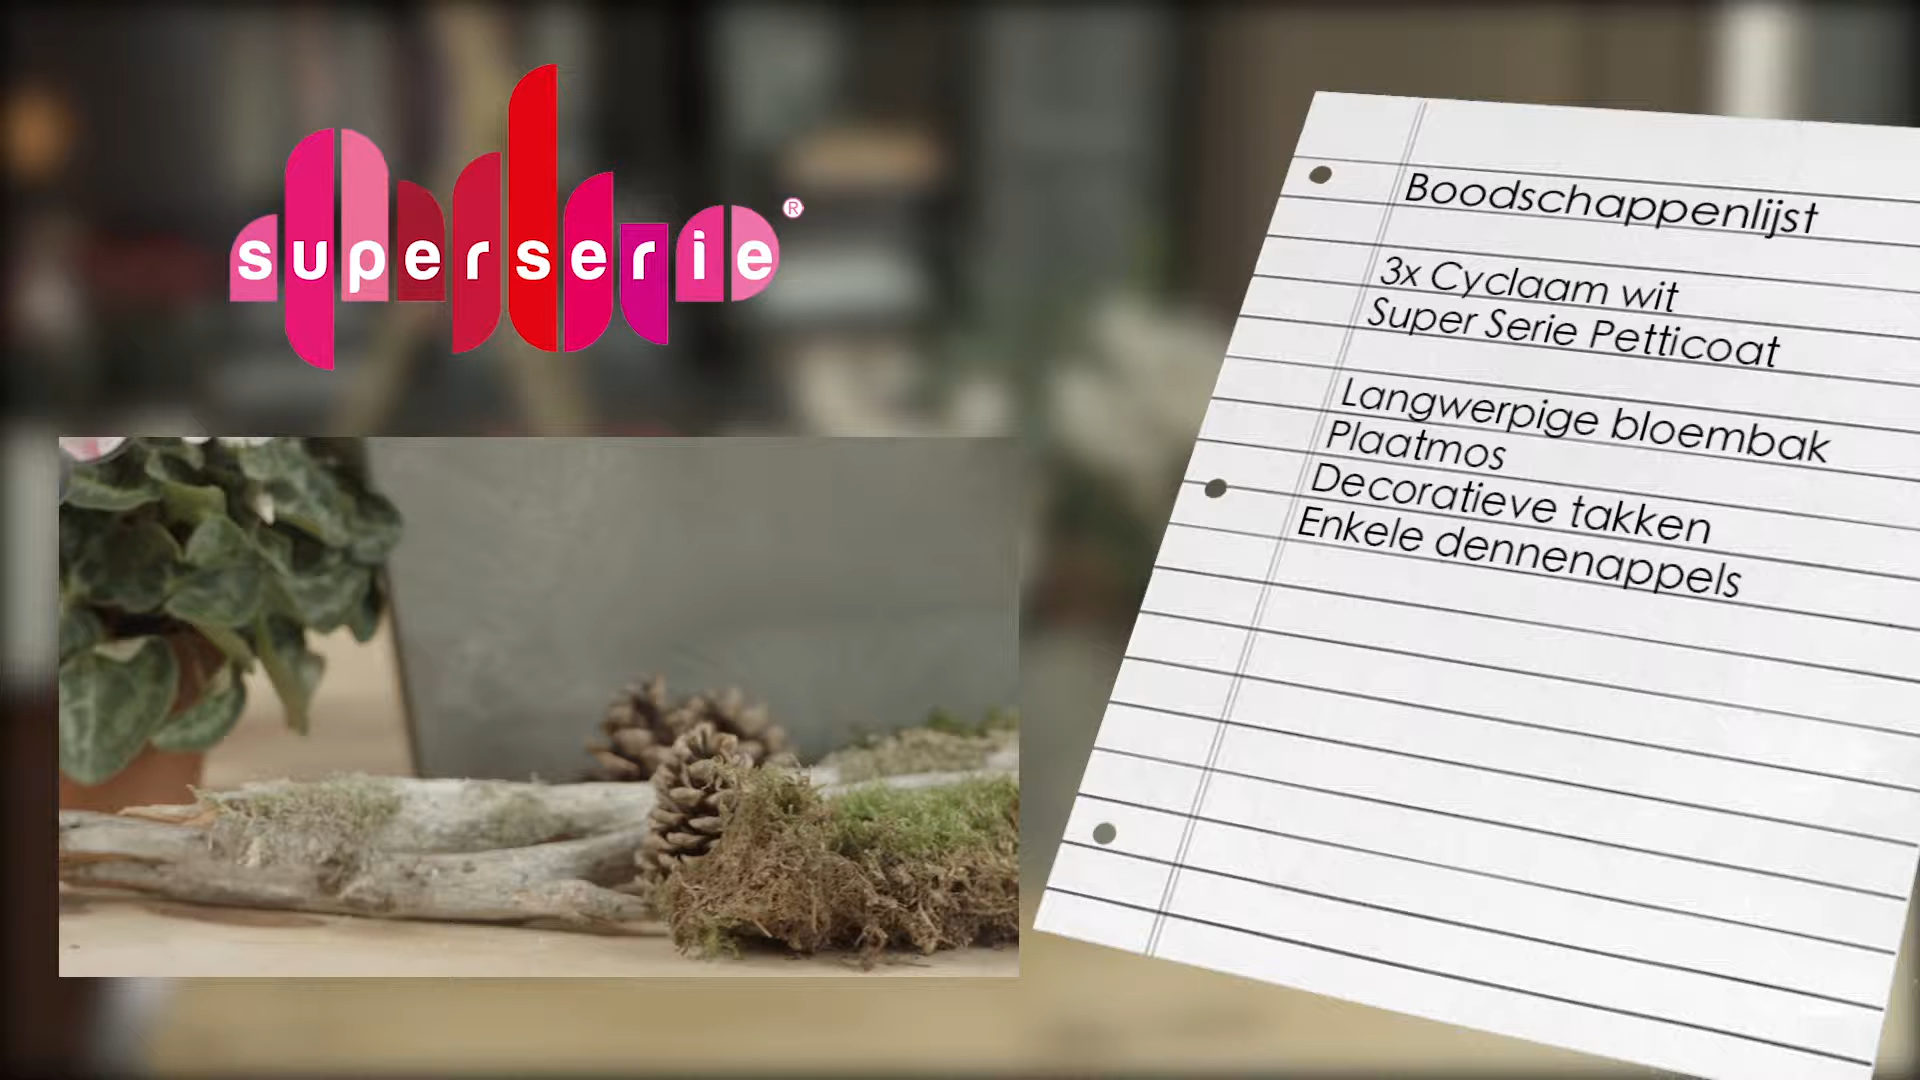 superserie®
Boodschappenlijst
3x Cyclaam wit
Super Serie Petticoat
Langwerpige bloembak
Plaatmos
Decoratieve takken
Enkele dennenappels